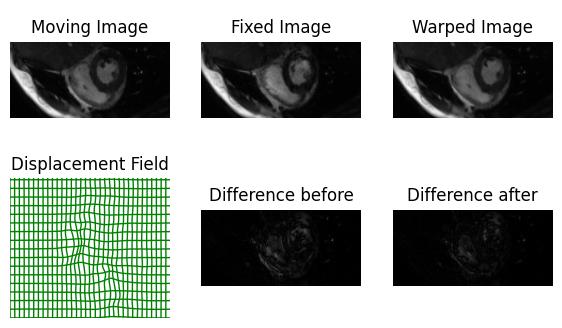 Moving Image
Fixed Image
Warped Image
Displacement Field
Difference before
Difference after